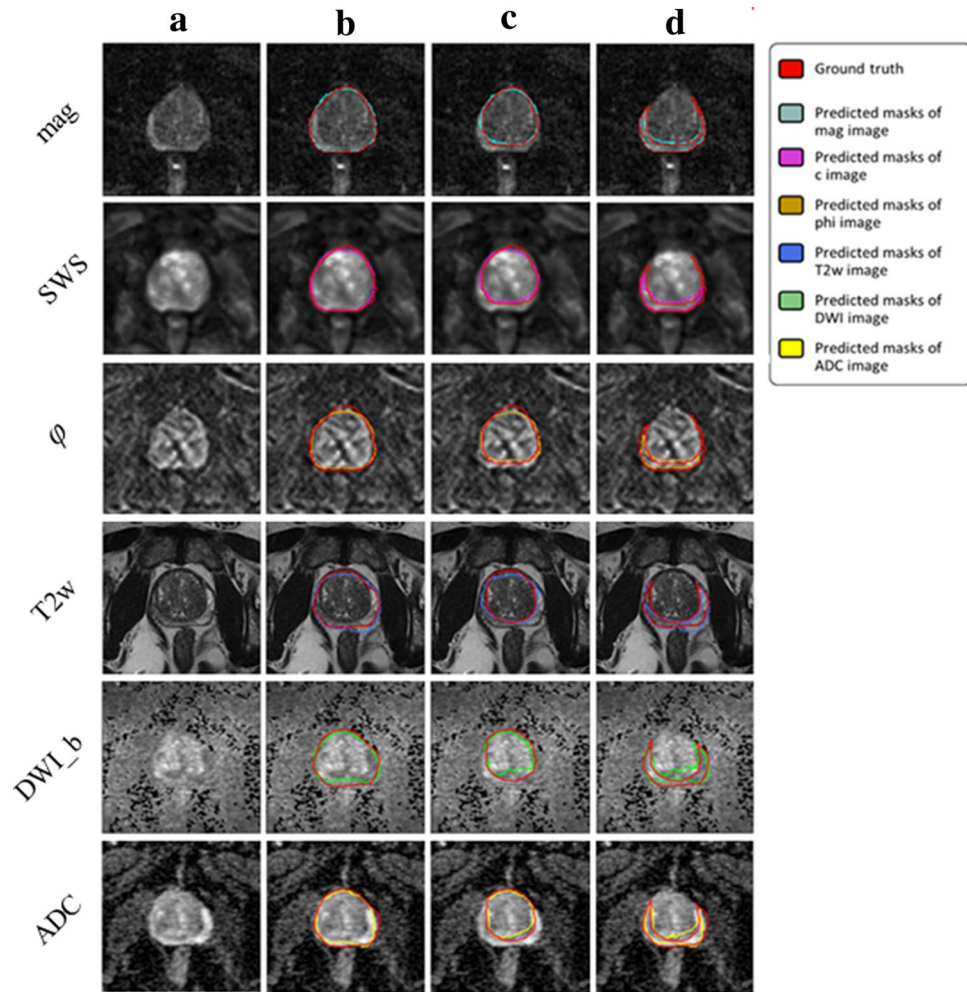 a b c d
mag
SWS
φ
T2w
DWI_b
ADC
Ground truth
Predicted masks of
mag image
Predicted masks of
c image
Predicted masks of
phi image
Predicted masks of
T2w image
Predicted masks of
DWI image
Predicted masks of
ADC image